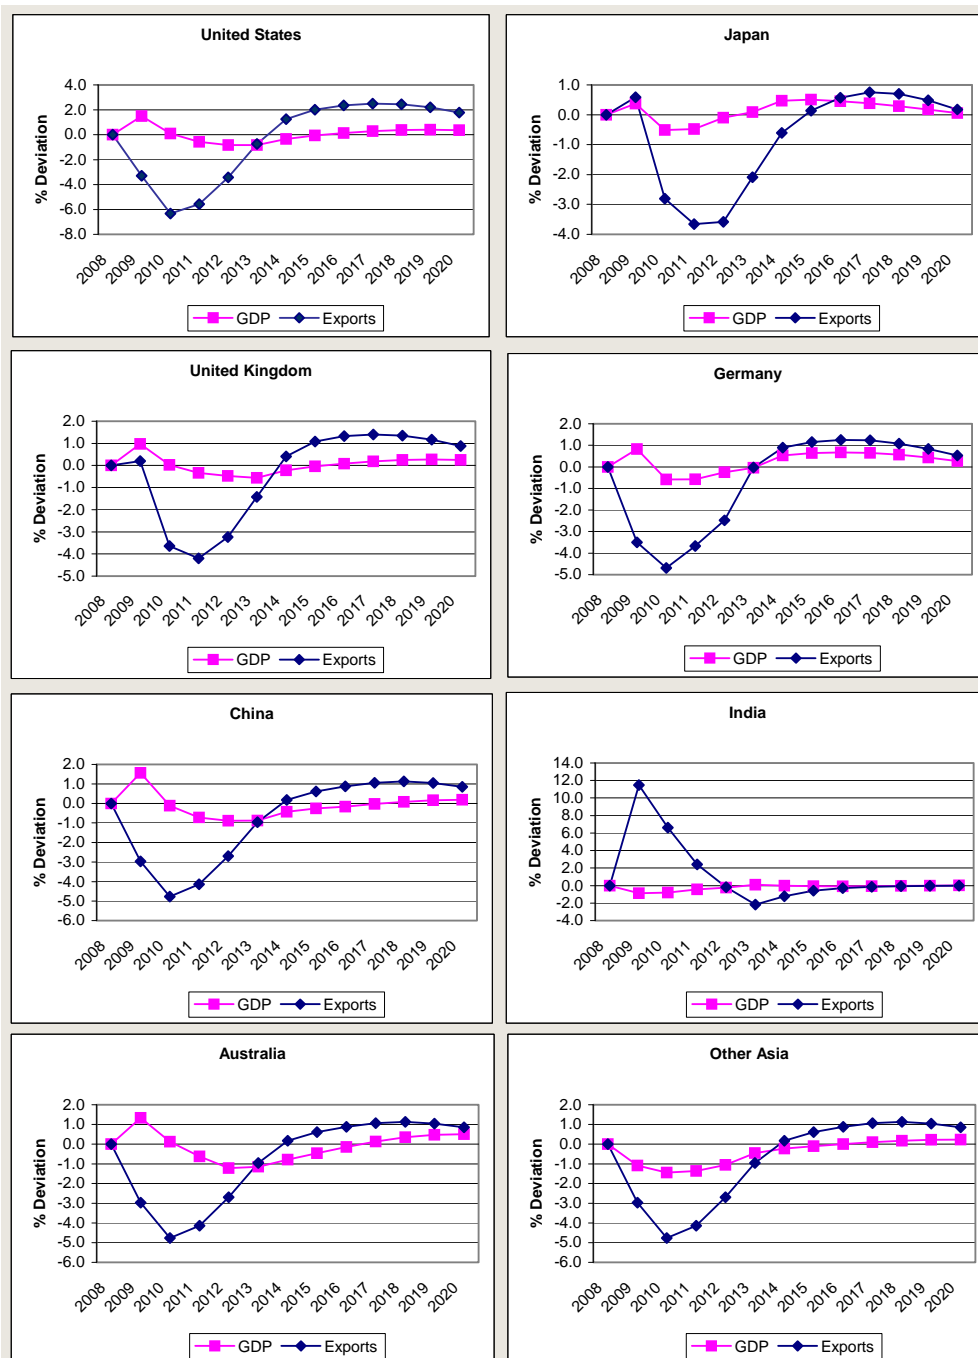 United States
% Deviation
4.0
2.0
0.0
-2.0
-4.0
-6.0
-8.0
2008 2009 2010 2011 2012 2013 2014 2015 2016 2017 2018 2019 2020
GDP Exports
Japan
% Deviation
1.0
0.0
-1.0
-2.0
-3.0
-4.0
2008 2009 2010 2011 2012 2013 2014 2015 2016 2017 2018 2019 2020
GDP Exports
United Kingdom
% Deviation
2.0
1.0
0.0
-1.0
-2.0
-3.0
-4.0
-5.0
2008 2009 2010 2011 2012 2013 2014 2015 2016 2017 2018 2019 2020
GDP Exports
Germany
% Deviation
2.0
1.0
0.0
-1.0
-2.0
-3.0
-4.0
-5.0
2008 2009 2010 2011 2012 2013 2014 2015 2016 2017 2018 2019 2020
GDP Exports
China
% Deviation
2.0
1.0
0.0
-1.0
-2.0
-3.0
-4.0
-5.0
-6.0
2008 2009 2010 2011 2012 2013 2014 2015 2016 2017 2018 2019 2020
GDP Exports
India
% Deviation
14.0
12.0
10.0
8.0
6.0
4.0
2.0
0.0
-2.0
-4.0
2008 2009 2010 2011 2012 2013 2014 2015 2016 2017 2018 2019 2020
GDP Exports
Australia
% Deviation
2.0
1.0
0.0
-1.0
-2.0
-3.0
-4.0
-5.0
-6.0
2008 2009 2010 2011 2012 2013 2014 2015 2016 2017 2018 2019 2020
GDP Exports
Other Asia
% Deviation
2.0
1.0
0.0
-1.0
-2.0
-3.0
-4.0
-5.0
-6.0
2008 2009 2010 2011 2012 2013 2014 2015 2016 2017 2018 2019 2020
GDP Exports